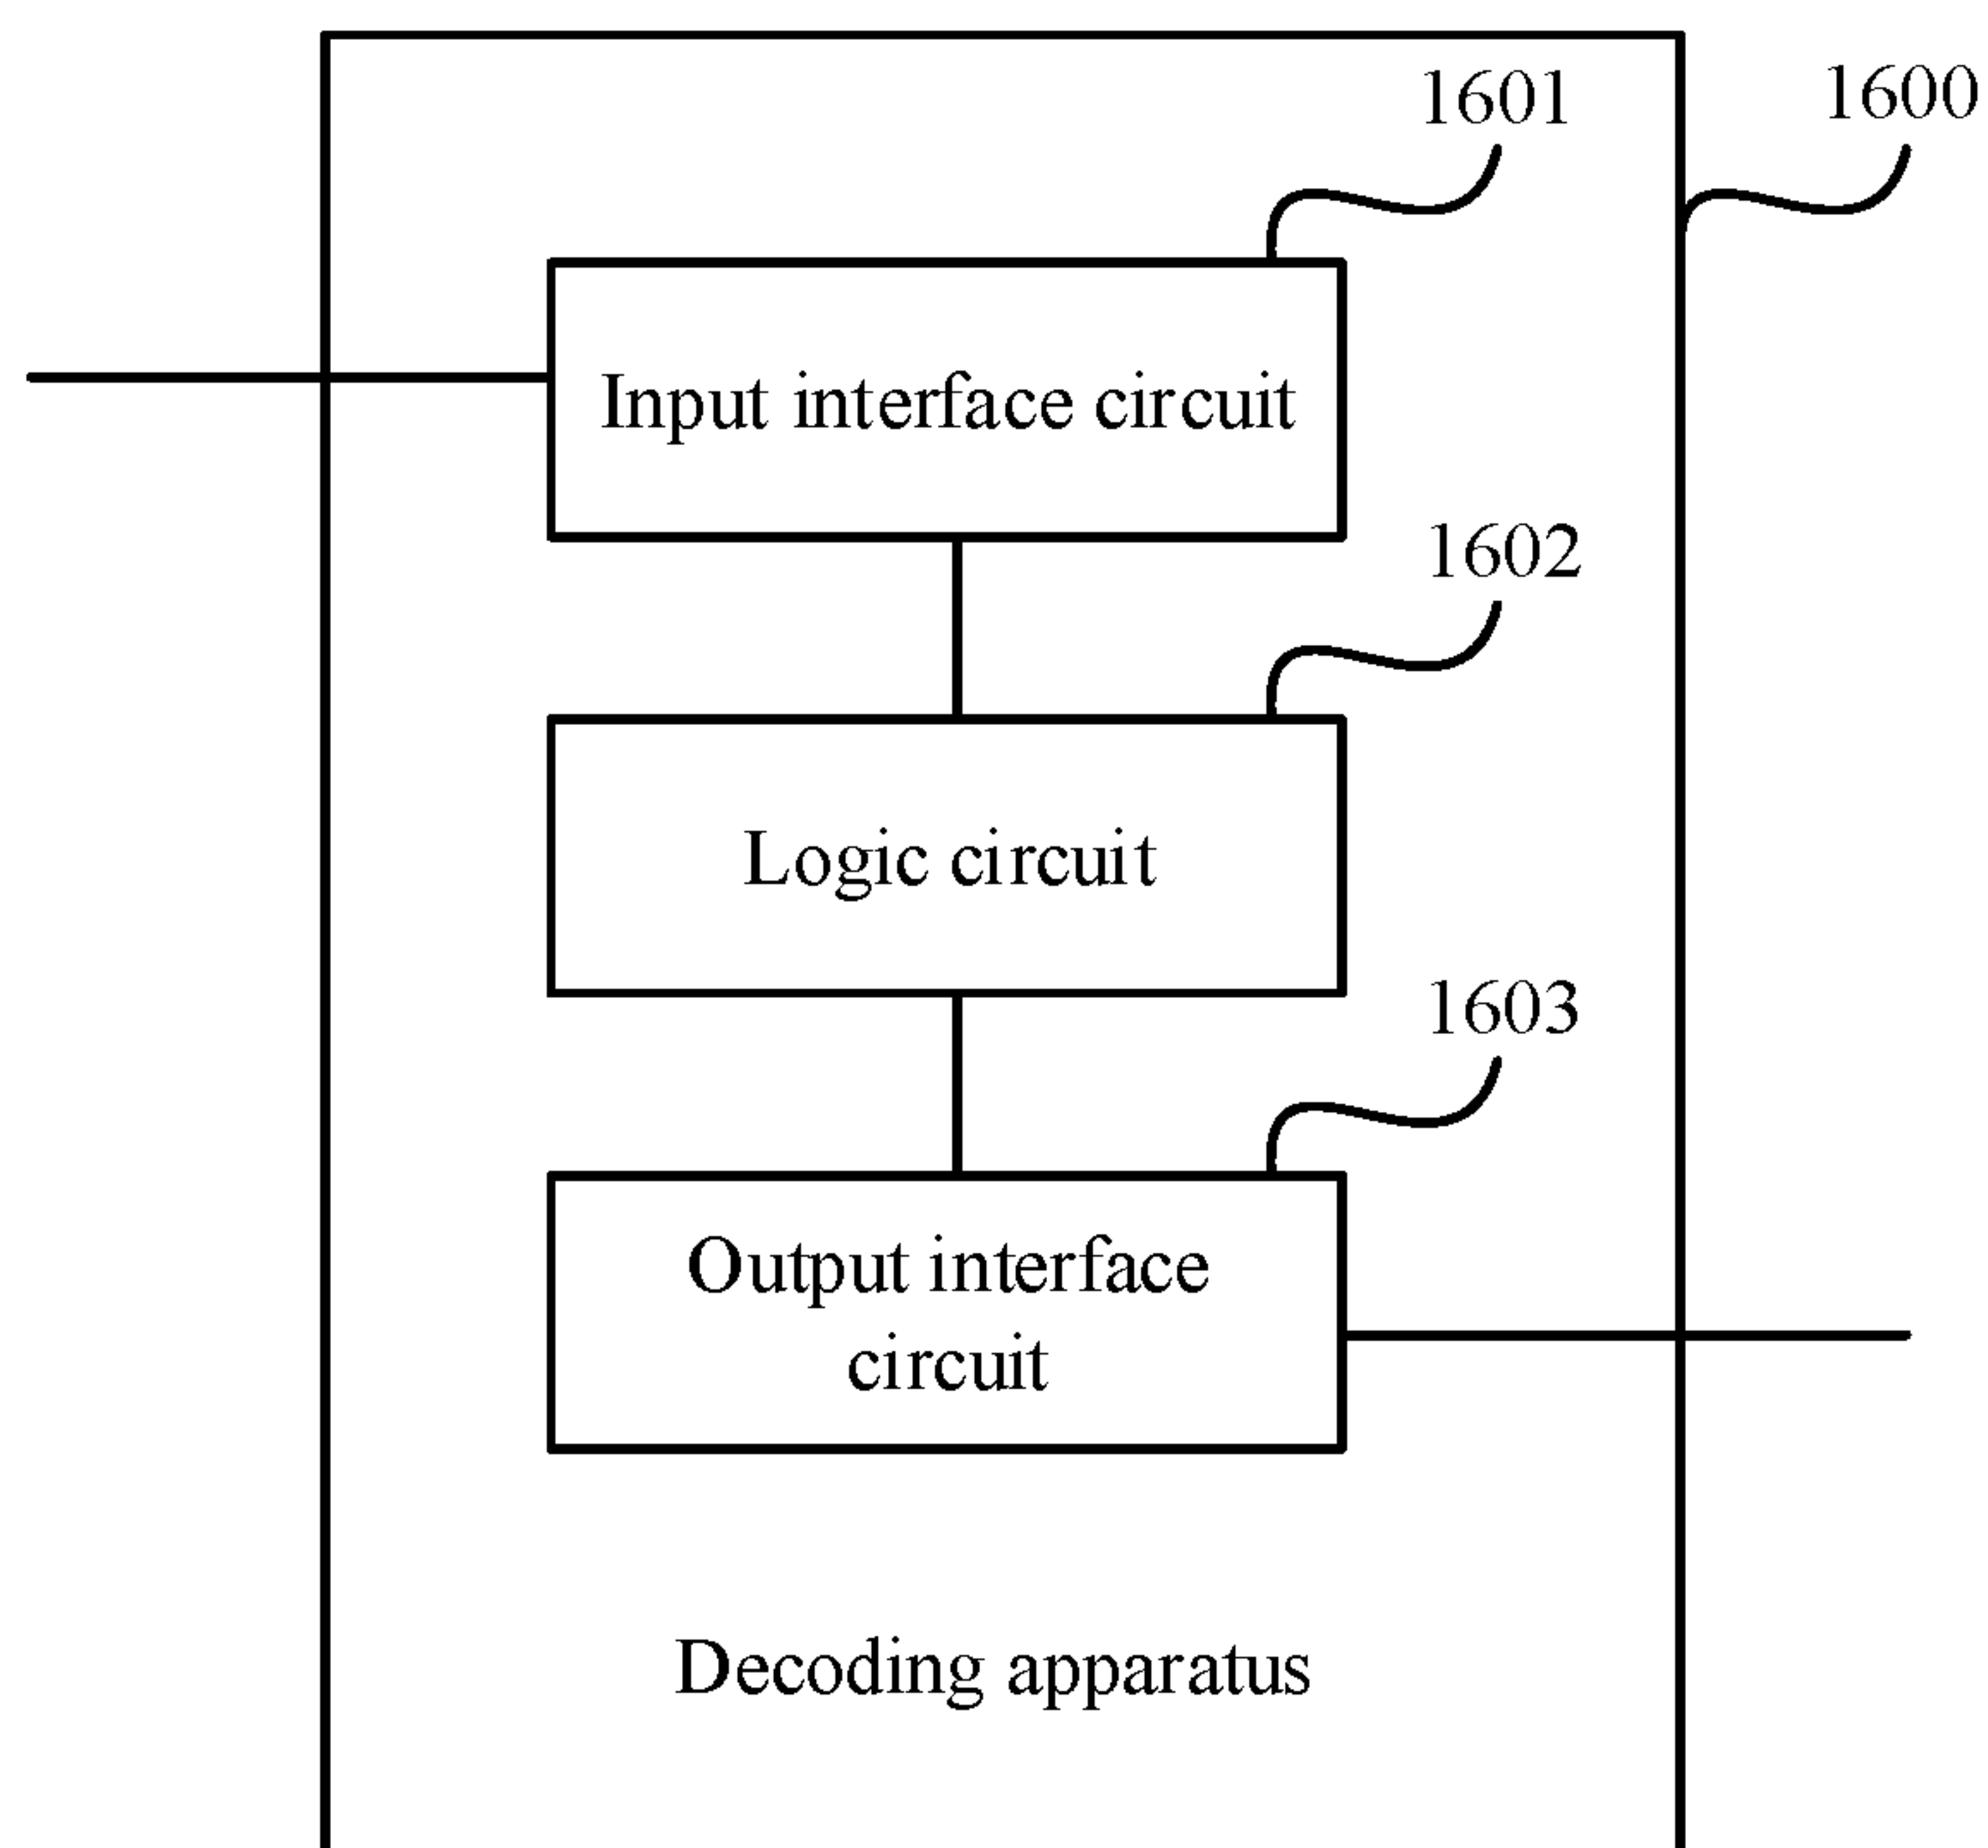 1601
1600
Input interface circuit
1602
Logic circuit
1603
Output interface
circuit
Decoding apparatus